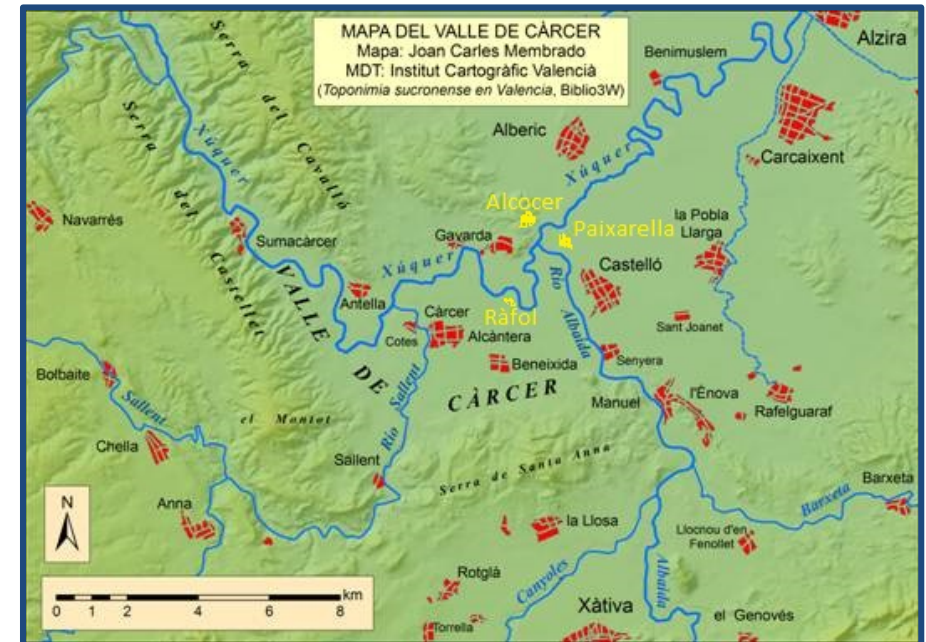 MAPA DEL VALLE DE CÀRCER
Mapa: Joan Carles Membrado
MDT: Institut Cartogràfic Valencià
(Toponimia sucronense en Valencia, Biblio3W)
Serra del Cavalló
Serra del Castellet
Xúquer
Benimuslem
Alzira
Alberic
Xúquer
Carcaixent
Navarrés
Sumacàrcer
Alcocer
Paixarella
la Pobla
Llarga
Gavarda
Xúquer
VALLE DE CÀRCER
Castelló
Río Albaida
Antella
Ràfol
Càrcer
Cotes
Alcàntera
Sant Joanet
Beneixida
Senyera
Bolbaite
Sallent
Río Sallent
Manuel
l'Ènova
Rafelguaraf
el Montot
Chella
Sallent
Serra de Santa Anna
Anna
Barxeta
Barxeta
la Llosa
Llocnou d'en
Fenollet
N
Rotglà
Canyoles
Albaida
km
0 1 2 4 6 8
Torrella
Xàtiva
el Genovés